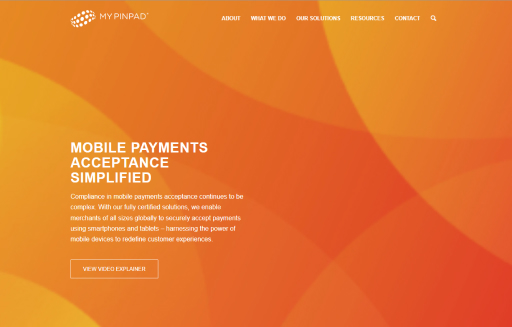 MY PINPAD™
ABOUT WHAT WE DO OUR SOLUTIONS RESOURCES CONTACT
MOBILE PAYMENTS
ACCEPTANCE
SIMPLIFIED
Compliance in mobile payments acceptance continues to be
complex. With our fully certified solutions, we enable
merchants of all sizes globally to securely accept payments
using smartphones and tablets – harnessing the power of
mobile devices to redefine customer experiences.
VIEW VIDEO EXPLAINER